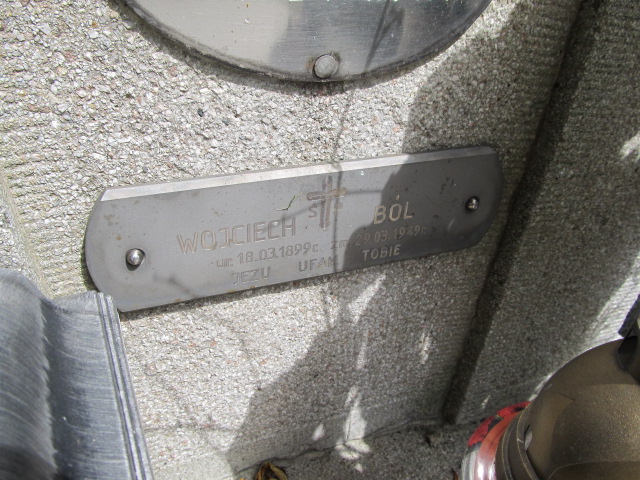 Ś P
WOJCIECH BÓL
ur. 18.03.1899r. zm. 29.03.1949r.
JEZU UFAM TOBIE